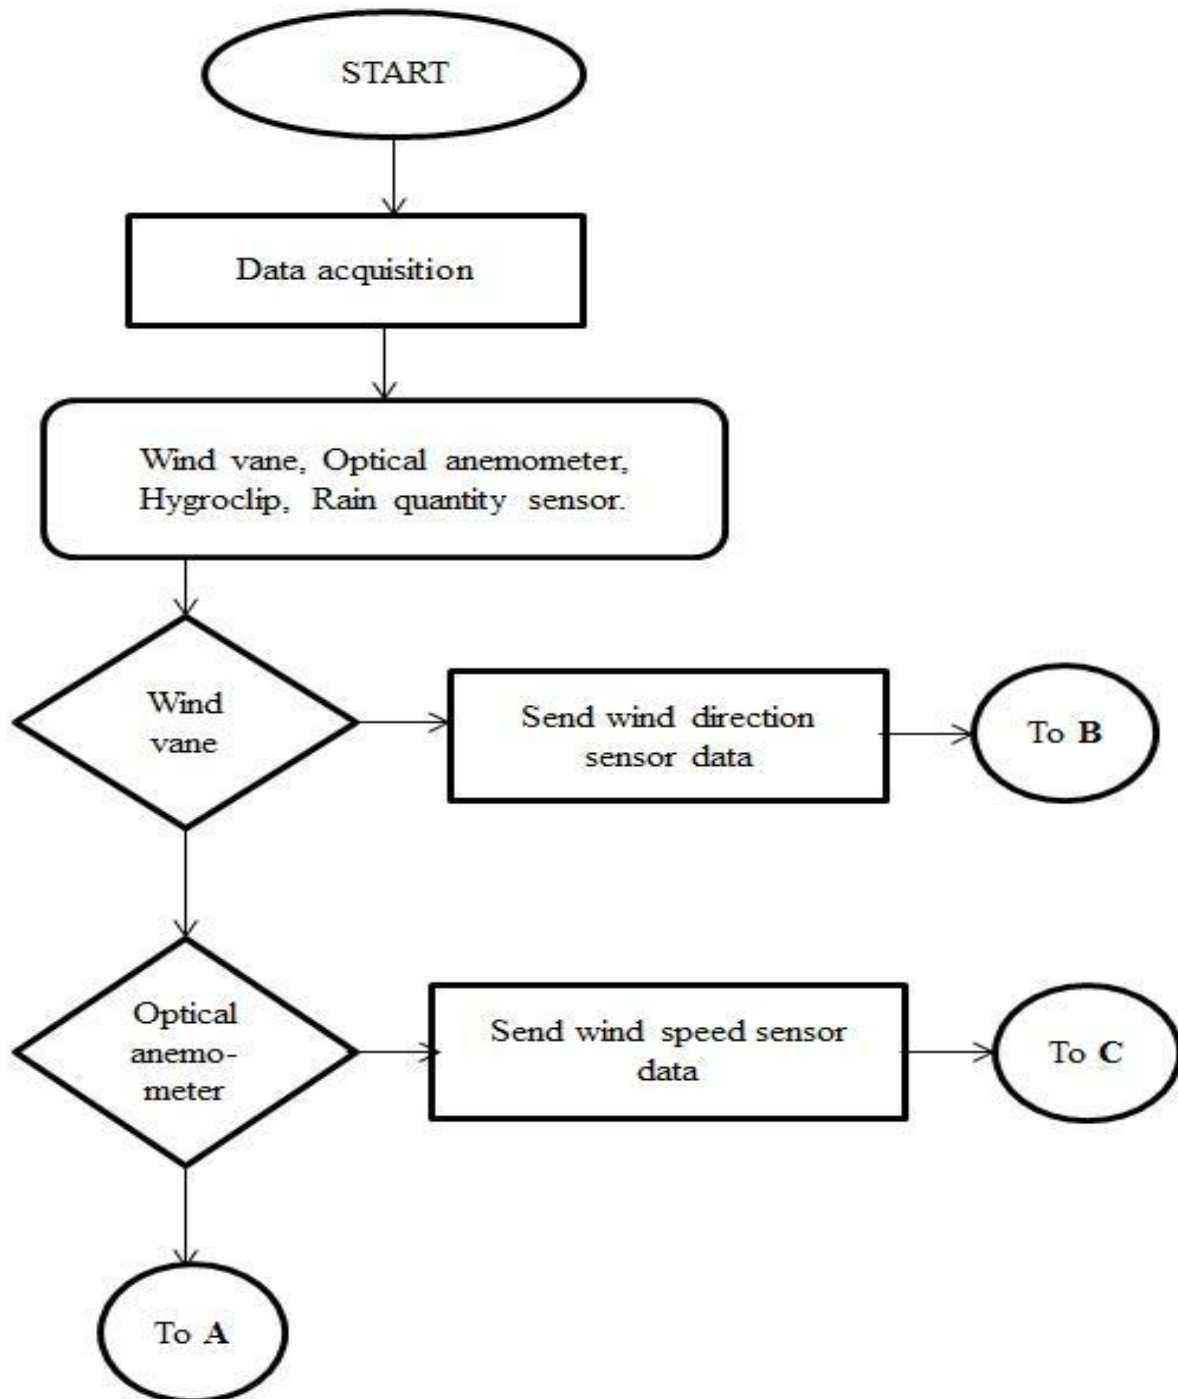 START
Data acquisition
Wind vane, Optical anemometer,
Hygroclip, Rain quantity sensor.
Wind
vane
Send wind direction
sensor data
To B
Optical
anemo-
meter
Send wind speed sensor
data
To C
To A